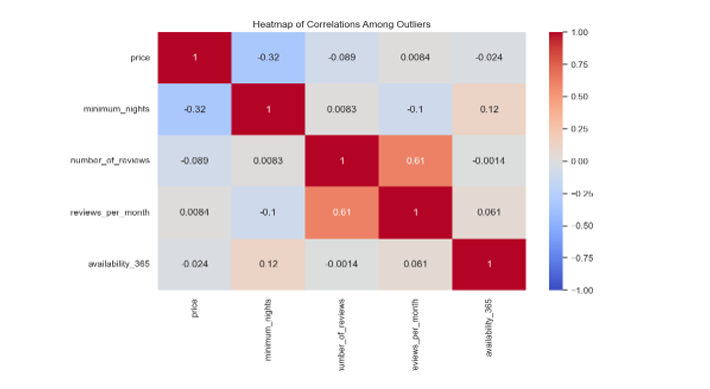 Heatmap of Correlations Among Outliers
price 1 -0.32 -0.089 0.0084 -0.024
minimum_nights -0.32 1 0.0083 -0.1 0.12
number_of_reviews -0.089 0.0083 1 0.61 -0.0014
reviews_per_month 0.0084 -0.1 0.61 1 0.061
availability_365 -0.024 0.12 -0.0014 0.061 1
price
minimum_nights
umber_of_reviews
eviews_per_month
availability_365
1.00
0.75
0.50
0.25
0.00
−0.25
−0.50
−0.75
−1.00